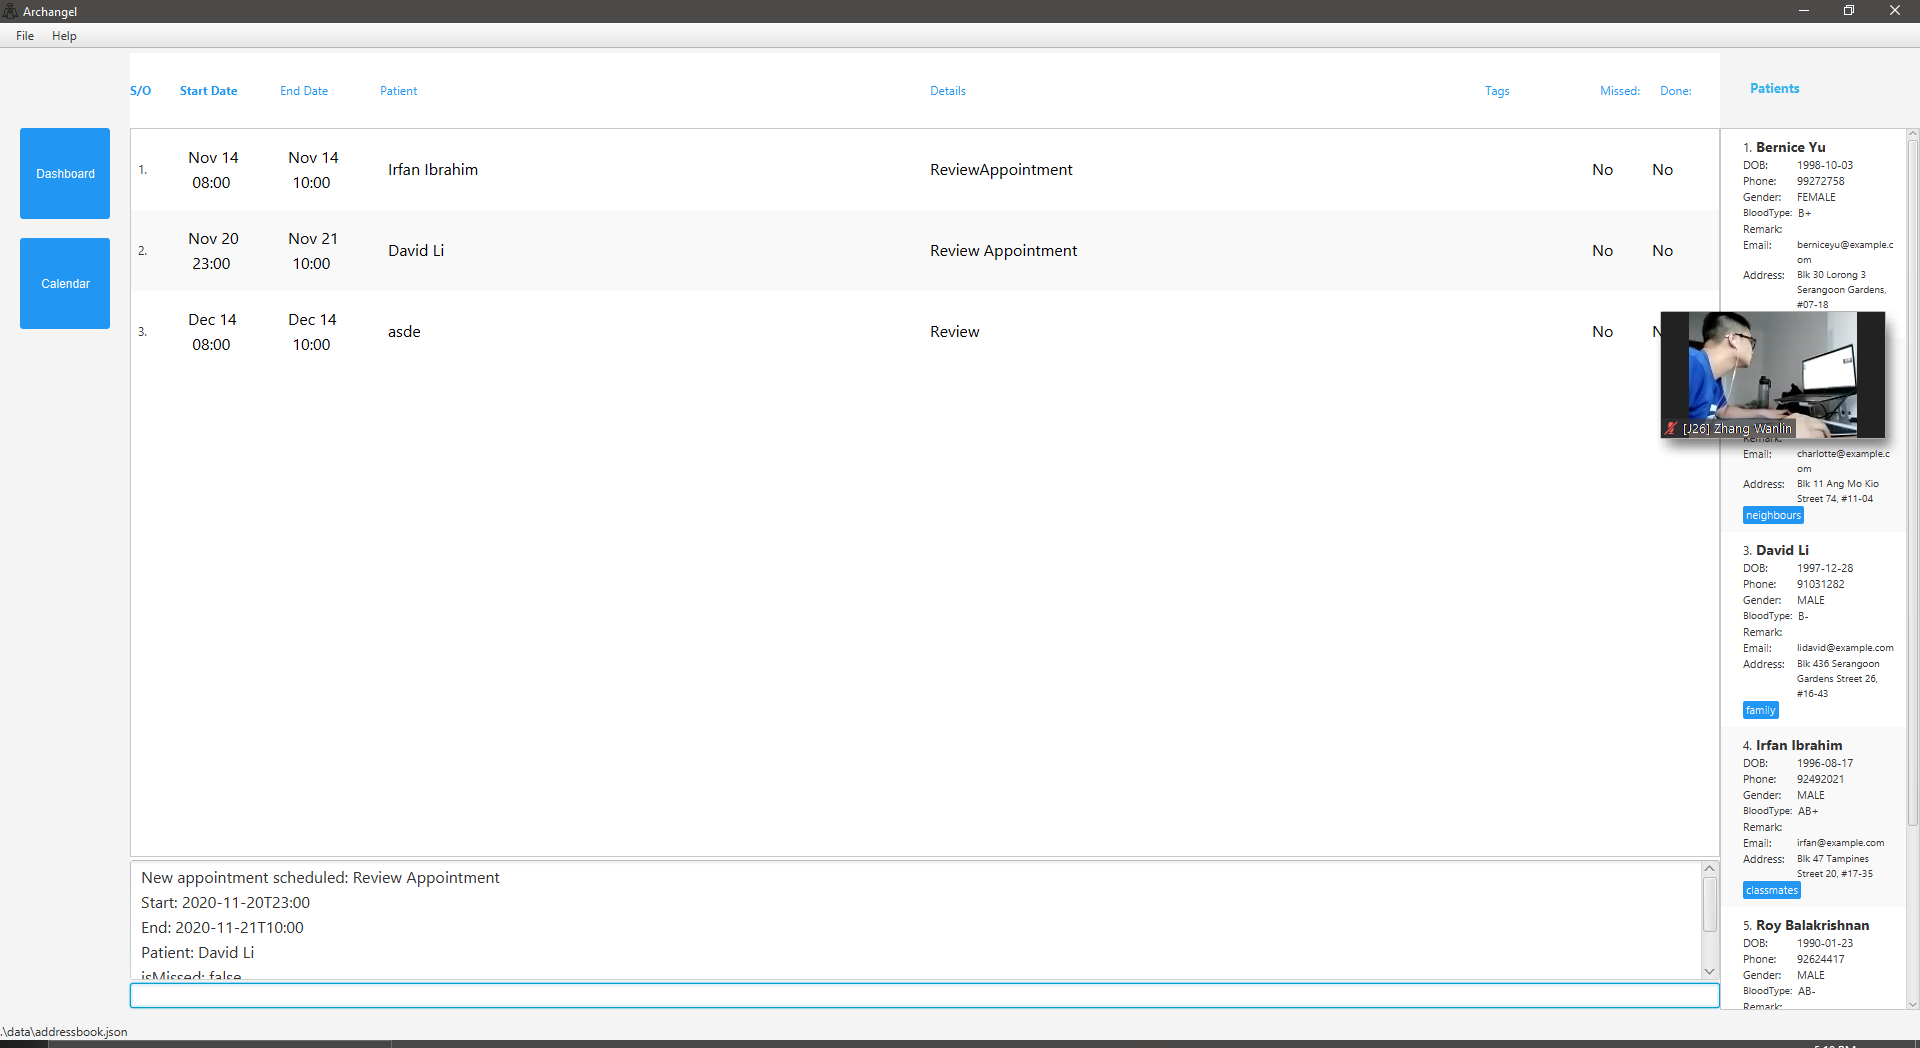 Archangel
File Help
S/O Start Date End Date Patient Details Tags Missed: Done:
Patients
Dashboard
Calendar
1. Nov 14 08:00 Nov 14 10:00 Irfan Ibrahim ReviewAppointment No No
2. Nov 20 23:00 Nov 21 10:00 David Li Review Appointment No No
3. Dec 14 08:00 Dec 14 10:00 asde Review No
1. Bernice Yu
DOB: 1998-10-03
Phone: 99272758
Gender: FEMALE
BloodType: B+
Remark:
Email: berniceyu@example.c
om
Address: Blk 30 Lorong 3
Serangoon Gardens,
#07-18
[J26] Zhang Wanlin
Remark:
Email: charlotte@example.c
om
Address: Blk 11 Ang Mo Kio
Street 74, #11-04
neighbours
3. David Li
DOB: 1997-12-28
Phone: 91031282
Gender: MALE
BloodType: B-
Remark:
Email: lidavid@example.com
Address: Blk 436 Serangoon
Gardens Street 26,
#16-43
family
4. Irfan Ibrahim
DOB: 1996-08-17
Phone: 92492021
Gender: MALE
BloodType: AB+
Remark:
Email: irfan@example.com
Address: Blk 47 Tampines
Street 20, #17-35
classmates
5. Roy Balakrishnan
DOB: 1990-01-23
Phone: 92624417
Gender: MALE
BloodType: AB-
Remark:
New appointment scheduled: Review Appointment
Start: 2020-11-20T23:00
End: 2020-11-21T10:00
Patient: David Li
isMissed: false
.\data\addressbook.json